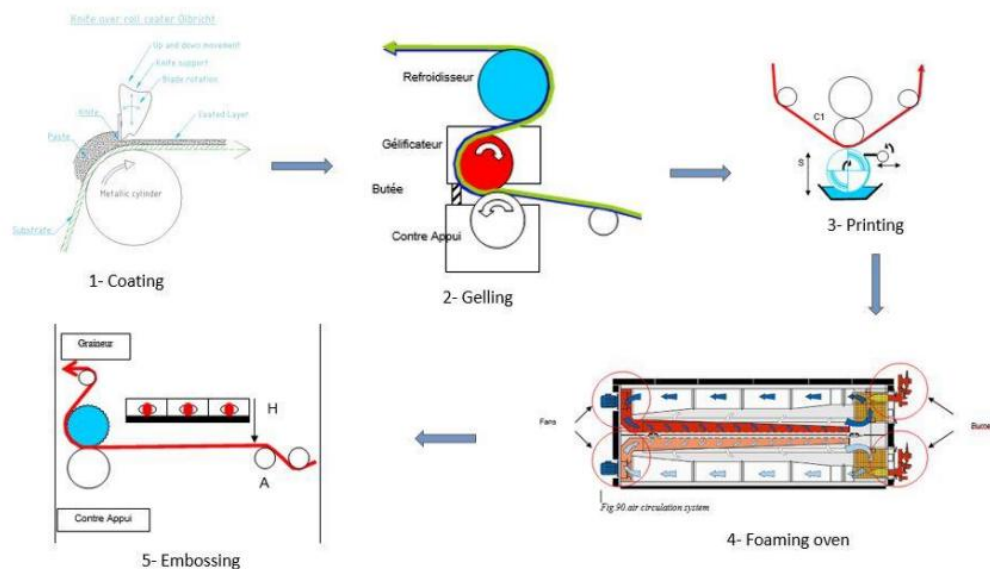 Knife over roll coater Olbricht
Up and down movement
Knife support
Blade rotation
Knife
Coated Layer
Paste
Metallic cylinder
Substrate
1- Coating
Refroidisseur
Gélificateur
Butée
Contre Appui
2- Gelling
C1
S
3- Printing
Fans
Burne
Fig.90.air circulation system
4- Foaming oven
Graineur
H
A
Contre Appui
5- Embossing